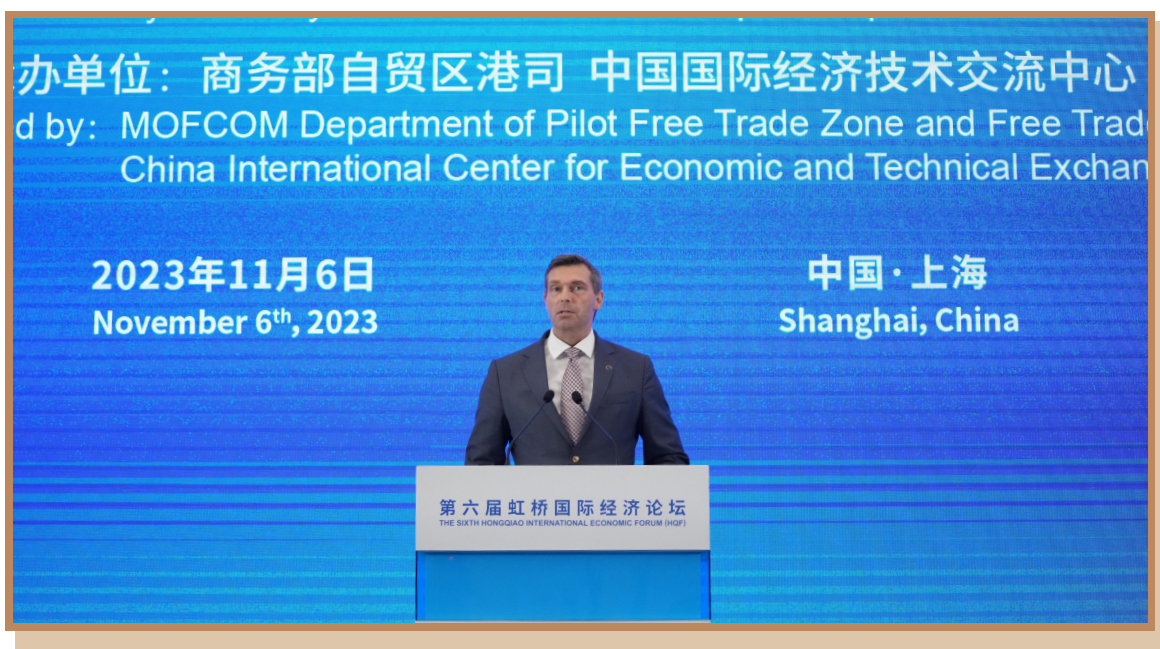 办单位：商务部自贸区港司 中国国际经济技术交流中心
d by: MOFCOM Department of Pilot Free Trade Zone and Free Trad
China International Center for Economic and Technical Exchan
2023年11月6日
November 6th, 2023
中国·上海
Shanghai, China
第六届虹桥国际经济论坛
THE SIXTH HONGQIAO INTERNATIONAL ECONOMIC FORUM (HQF)